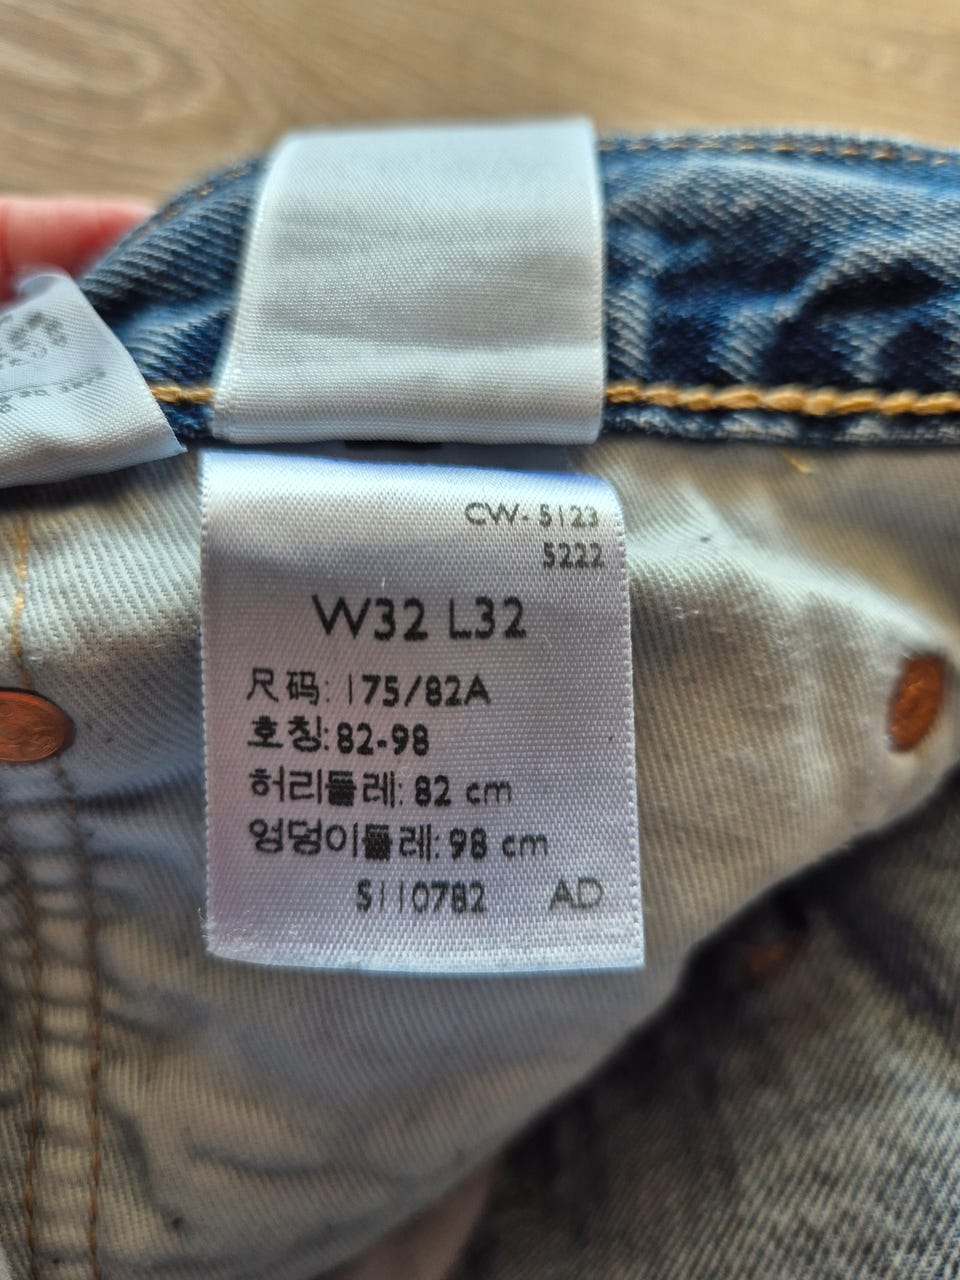 CW-5123
5222
W32 L32
尺码: 175/82A
호칭: 82-98
허리둘레: 82 cm
엉덩이둘레: 98 cm
5110782 AD